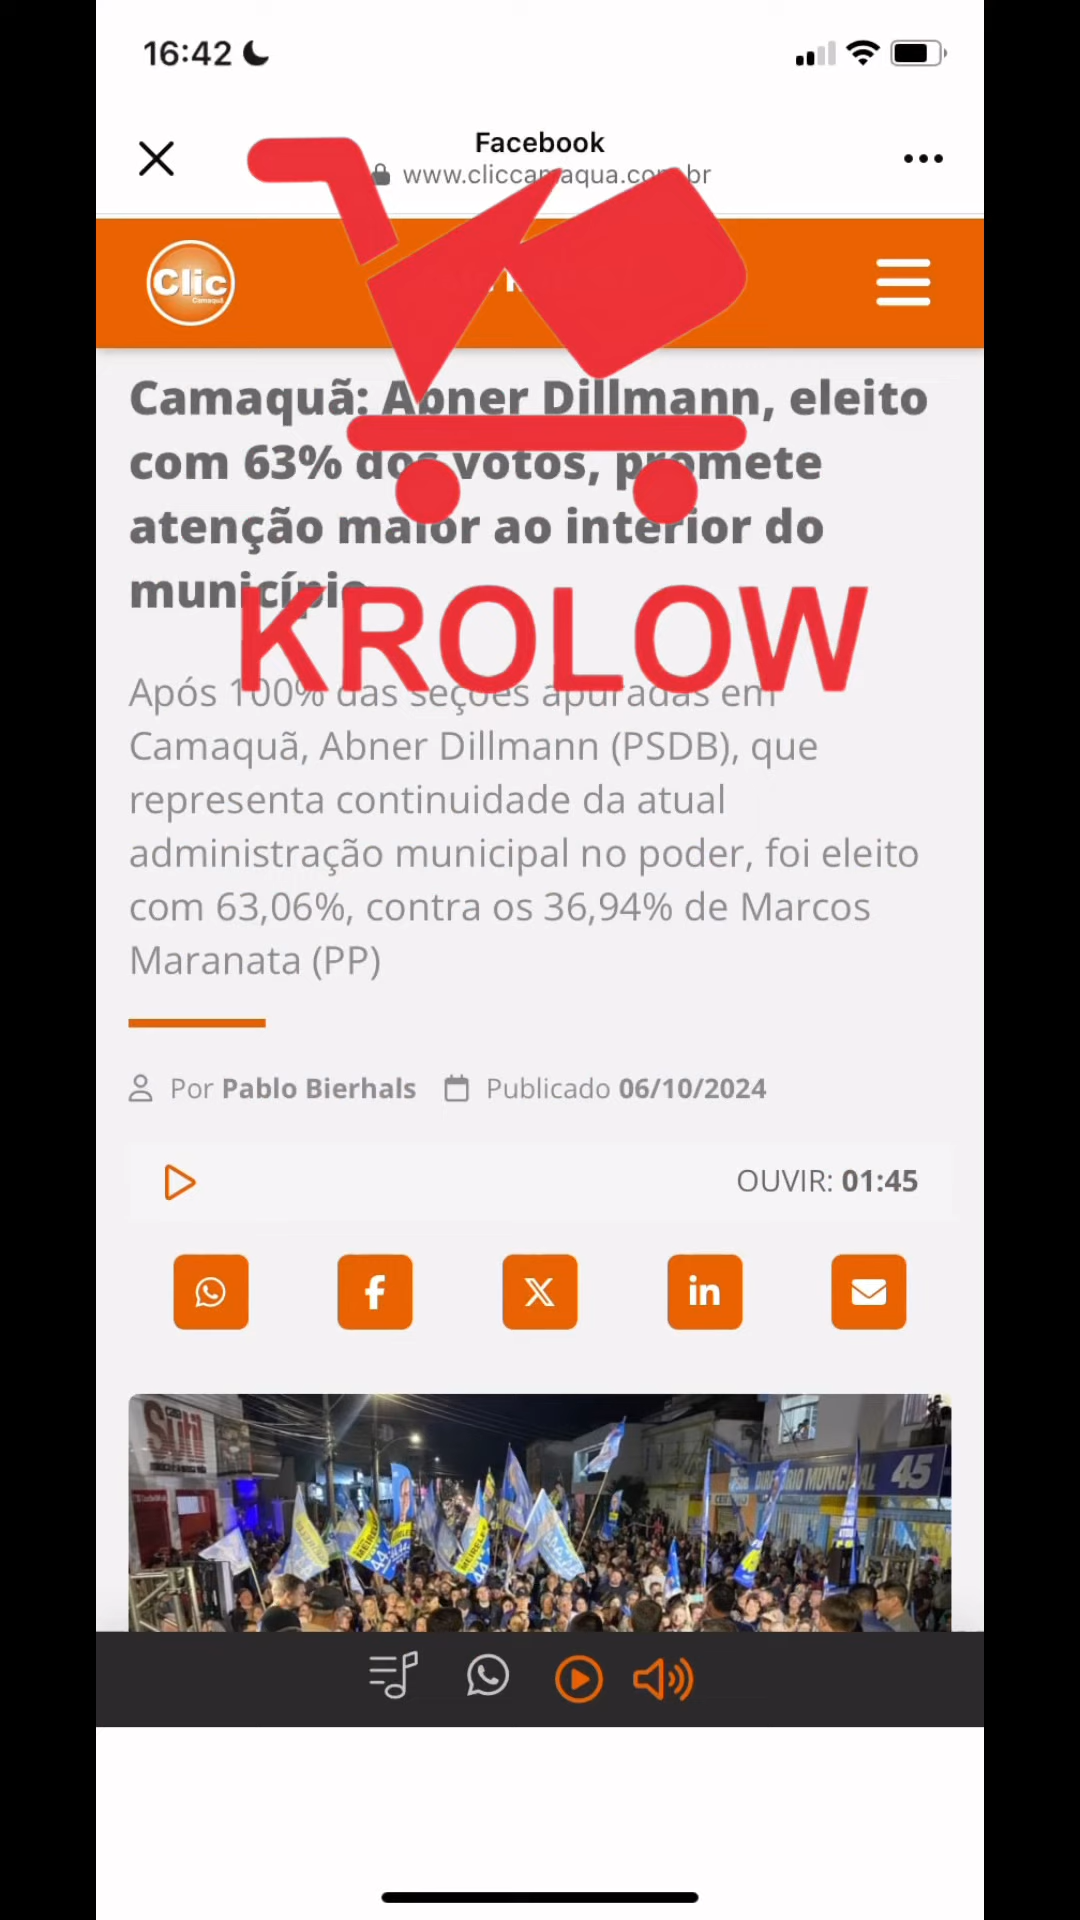 16:42
Facebook
www.cliccamaqua.com.br
Clic
Camaquã
Camaquã: Abner Dillmann, eleito
com 63% dos votos, promete
atenção maior ao interior do
município
KROLOW
Após 100% das seções apuradas em
Camaquã, Abner Dillmann (PSDB), que
representa continuidade da atual
administração municipal no poder, foi eleito
com 63,06%, contra os 36,94% de Marcos
Maranata (PP)
Por Pablo Bierhals Publicado 06/10/2024
OUVIR: 01:45
DIRETÓRIO MUNICIPAL 45